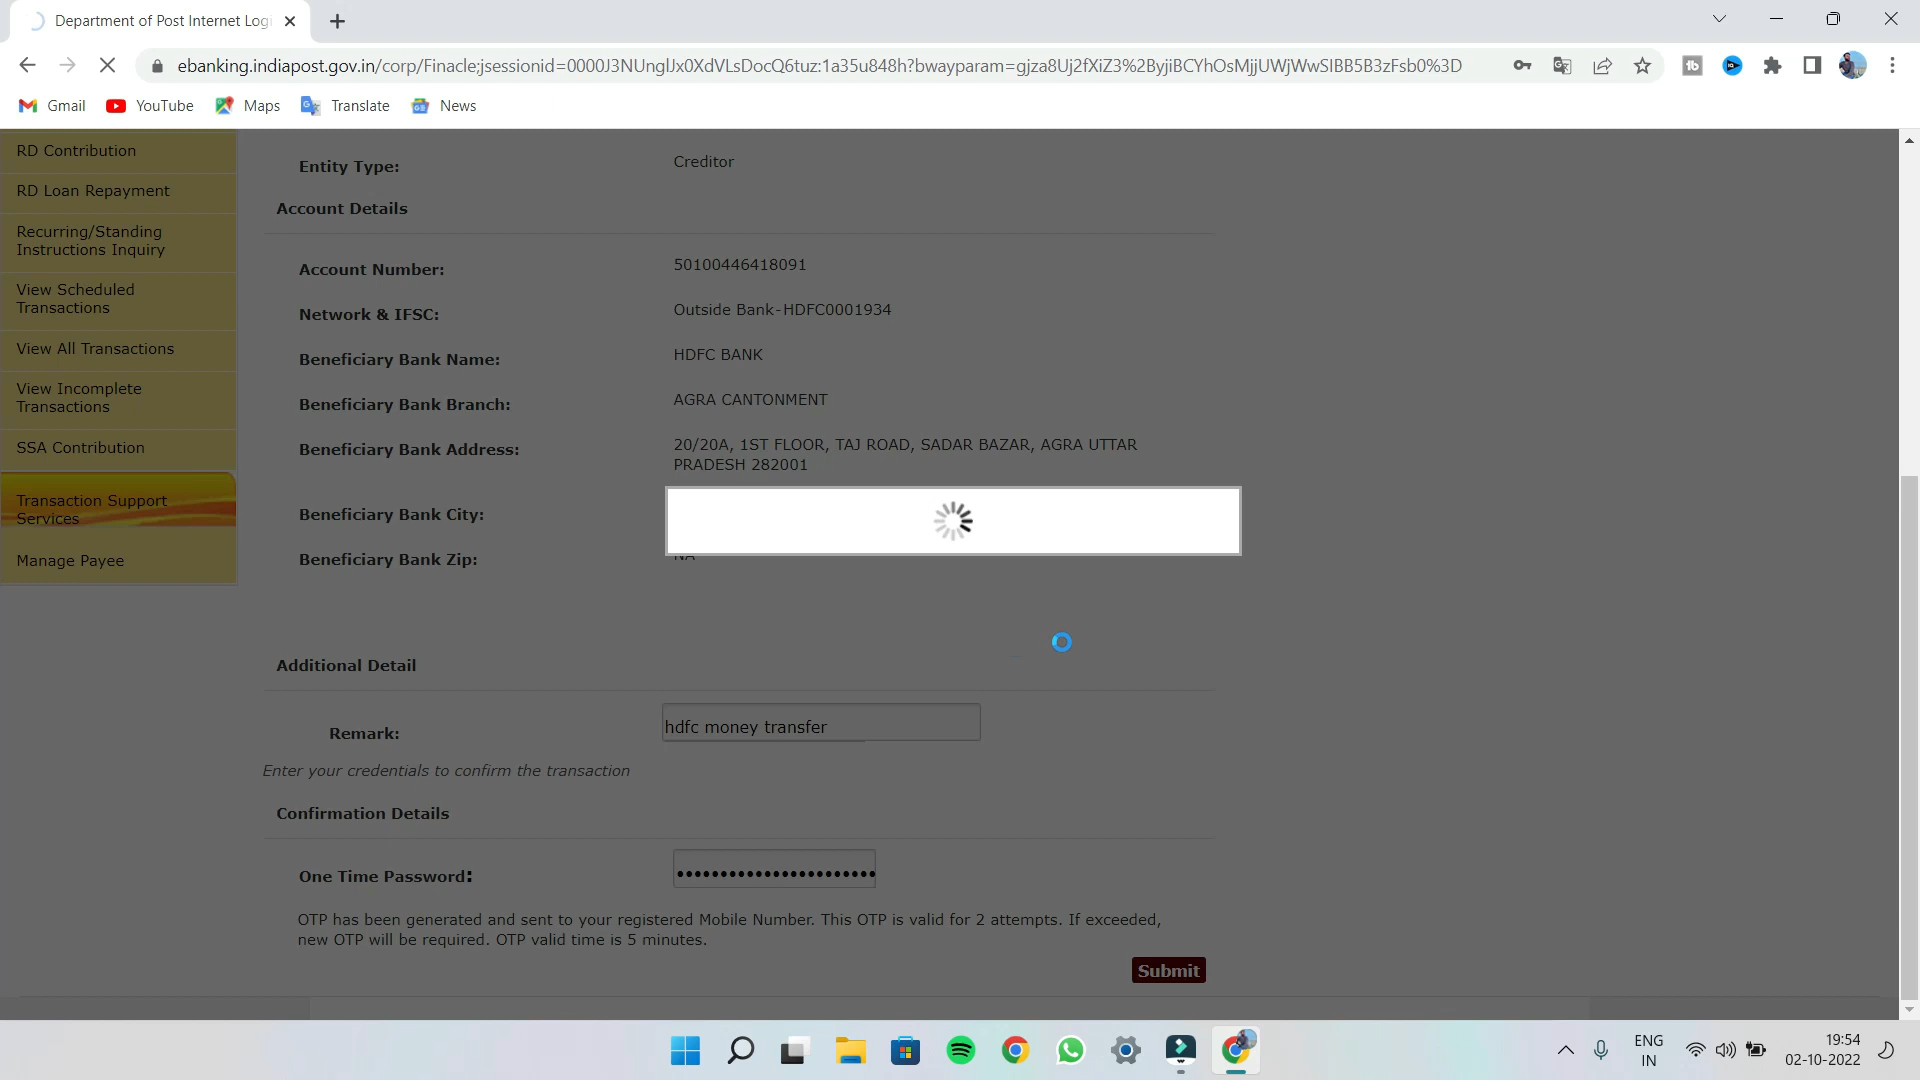 Department of Post Internet Logi
ebanking.indiapost.gov.in/corp/Finacle;jsessionid=0000J3NUnglJx0XdVLsDocQ6tuz:1a35u848h?bwayparam=gjza8Uj2fXiZ3%2ByjiBCYhOsMjjUWjWwSIBB5B3zFsb0%3D
Gmail YouTube Maps Translate News
RD Contribution
RD Loan Repayment
Recurring/Standing
Instructions Inquiry
View Scheduled
Transactions
View All Transactions
View Incomplete
Transactions
SSA Contribution
Transaction Support
Services
Manage Payee
Entity Type: Creditor
Account Details
Account Number: 50100446418091
Network & IFSC: Outside Bank-HDFC0001934
Beneficiary Bank Name: HDFC BANK
Beneficiary Bank Branch: AGRA CANTONMENT
Beneficiary Bank Address: 20/20A, 1ST FLOOR, TAJ ROAD, SADAR BAZAR, AGRA UTTAR
PRADESH 282001
Beneficiary Bank City:
Beneficiary Bank Zip: NA
Additional Detail
Remark: hdfc money transfer
Enter your credentials to confirm the transaction
Confirmation Details
One Time Password: •••••••••••••••••••••••
OTP has been generated and sent to your registered Mobile Number. This OTP is valid for 2 attempts. If exceeded,
new OTP will be required. OTP valid time is 5 minutes.
Submit
ENG
IN
19:54
02-10-2022